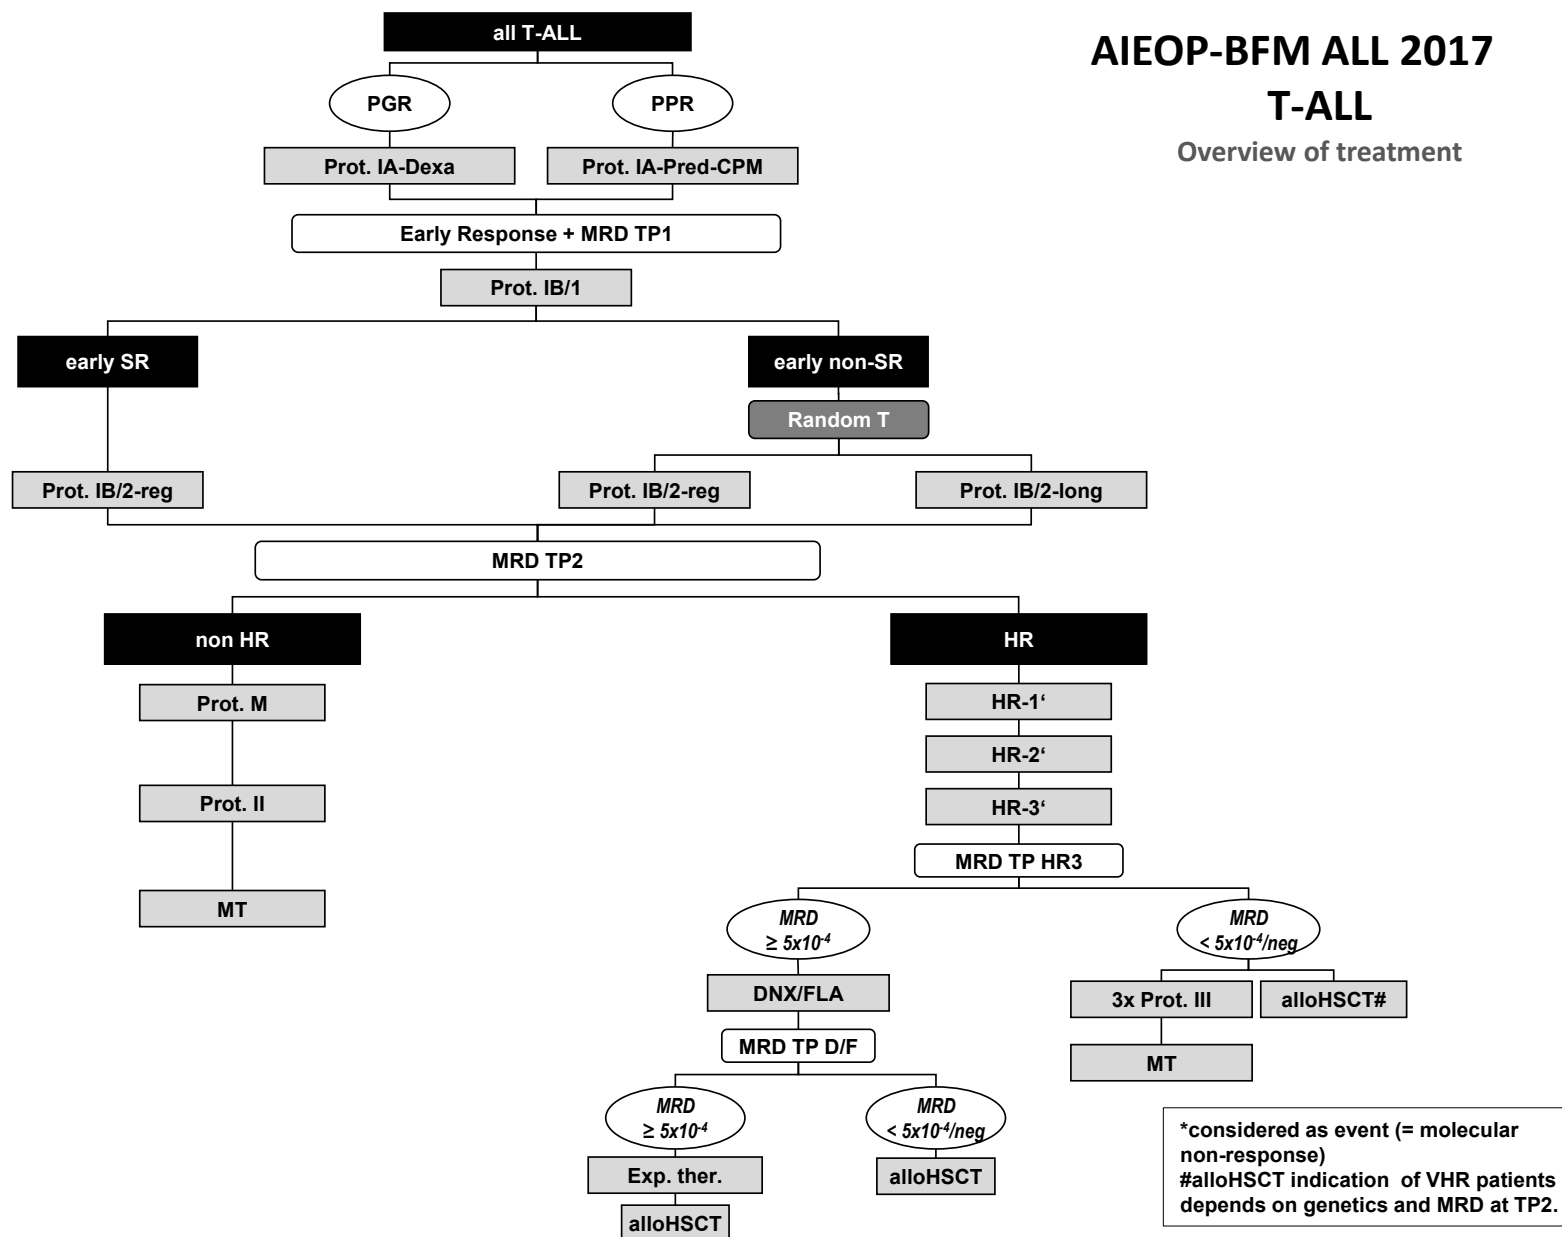 AIEOP-BFM ALL 2017
T-ALL
Overview of treatment
all T-ALL
PGR
PPR
Prot. IA-Dexa
Prot. IA-Pred-CPM
Early Response + MRD TP1
Prot. IB/1
early SR
early non-SR
Random T
Prot. IB/2-reg
Prot. IB/2-reg
Prot. IB/2-long
MRD TP2
non HR
HR
Prot. M
HR-1‘
HR-2‘
Prot. II
HR-3‘
MRD TP HR3
MT
MRD
≥ 5x10⁻⁴
MRD
< 5x10⁻⁴/neg
DNX/FLA
3x Prot. III
alloHSCT#
MRD TP D/F
MT
MRD
≥ 5x10⁻⁴
MRD
< 5x10⁻⁴/neg
Exp. ther.
alloHSCT
alloHSCT
*considered as event (= molecular
non-response)
#alloHSCT indication of VHR patients
depends on genetics and MRD at TP2.